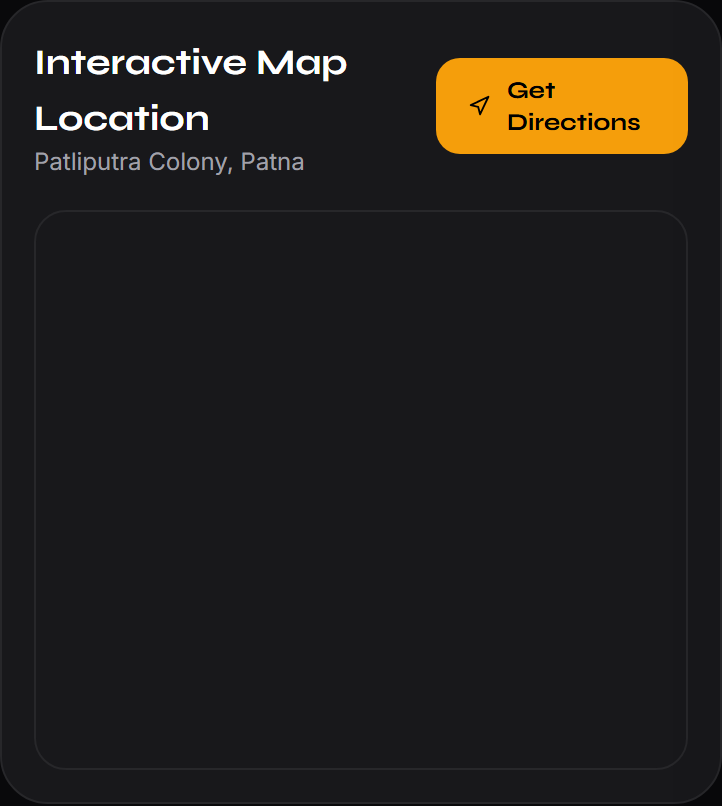 Interactive Map
Location
Patliputra Colony, Patna
Get
Directions